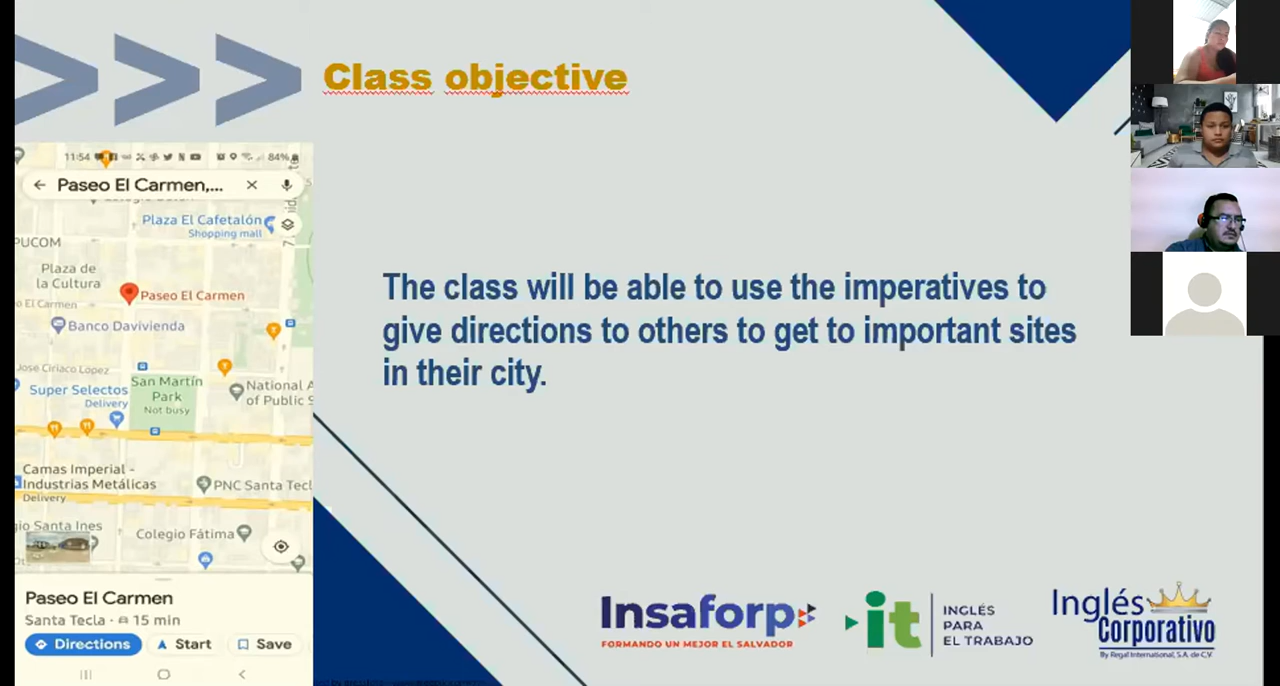 Class objective
11:54
84%
Paseo El Carmen,...
Plaza El Cafetalón
Shopping mall
PUCOM
Plaza de
la Cultura
Paseo El Carmen
o El Carmen
Banco Davivienda
José Ciriaco López
Super Selectos
Delivery
San Martín
Park
Not busy
National A
of Public S
Camas Imperial -
Industrias Metálicas
Delivery
PNC Santa Tecl
gio Santa Ines
Colegio Fátima
Paseo El Carmen
Santa Tecla · 15 min
Directions
Start
Save
The class will be able to use the imperatives to
give directions to others to get to important sites
in their city.
Insaforp
FORMANDO UN MEJOR EL SALVADOR
it
INGLÉS
PARA
EL TRABAJO
Inglés
Corporativo
By Regal International, S.A. de C.V.